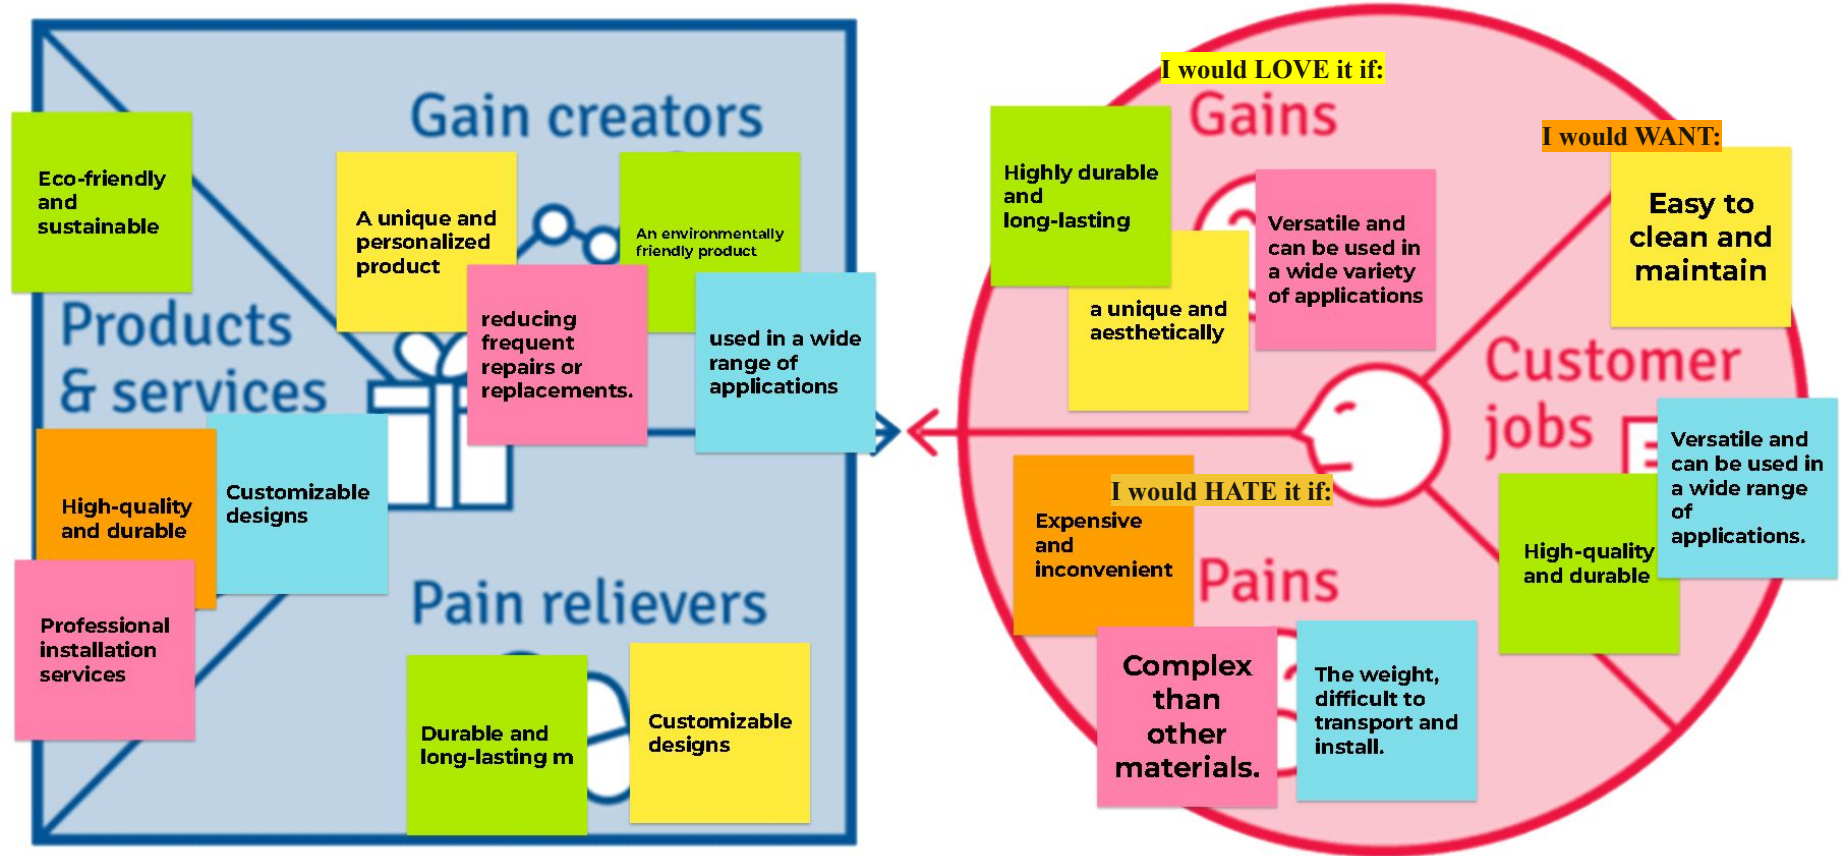 Gain creators
Eco-friendly
and
sustainable
A unique and
personalized
product
An environmentally
friendly product
reducing
frequent
repairs or
replacements.
used in a wide
range of
applications
Products
& services
High-quality
and durable
Customizable
designs
Professional
installation
services
Pain relievers
Durable and
long-lasting m
Customizable
designs
I would LOVE it if:
Gains
Highly durable
and
long-lasting
Versatile and
can be used in
a wide variety
of applications
a unique and
aesthetically
I would WANT:
Easy to
clean and
maintain
Customer
jobs
Versatile and
can be used in
a wide range
of
applications.
High-quality
and durable
I would HATE it if:
Expensive
and
inconvenient
Pains
Complex
than
other
materials.
The weight,
difficult to
transport and
install.